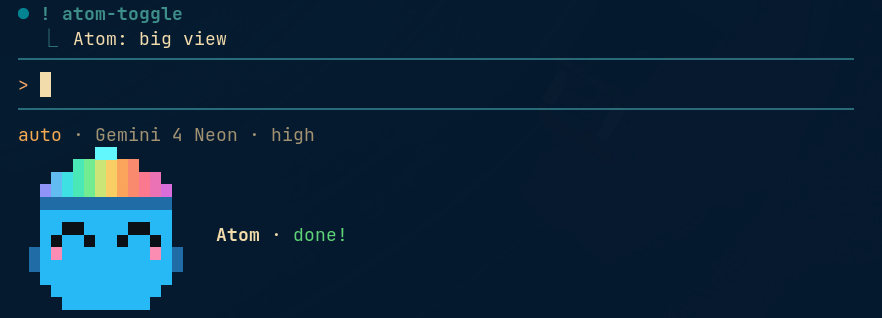 ● ! atom-toggle
⎿ Atom: big view
>
auto · Gemini 4 Neon · high
Atom · done!